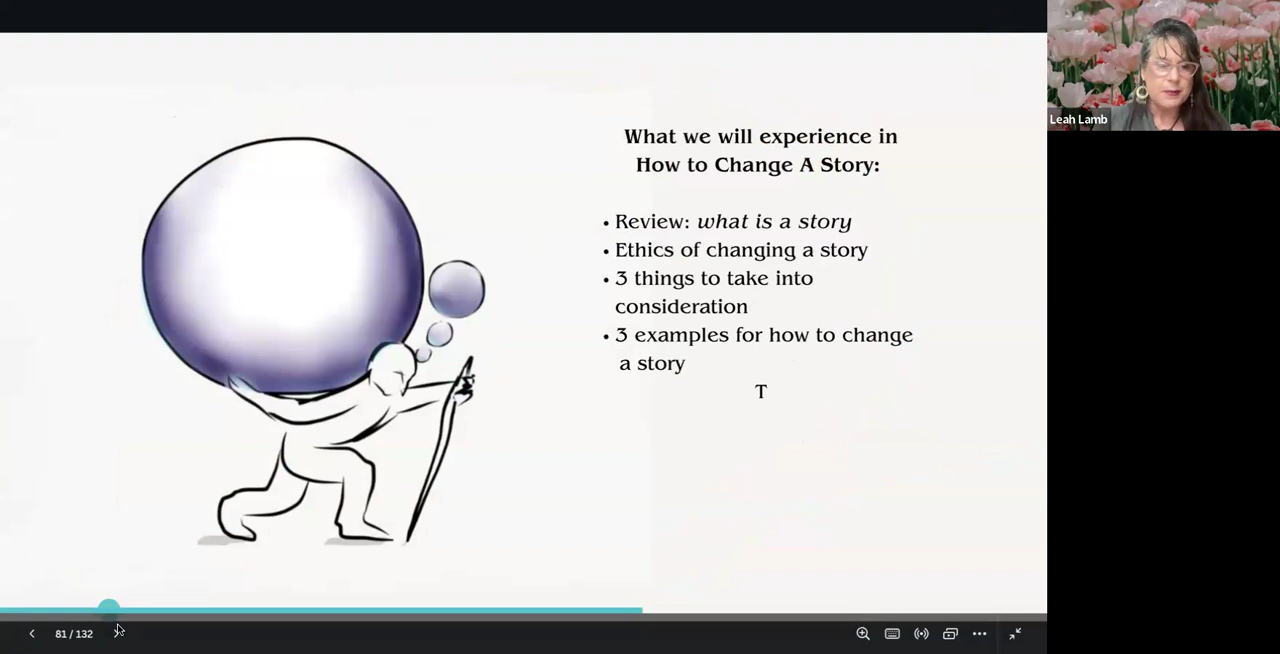 What we will experience in
How to Change A Story:
• Review: what is a story
• Ethics of changing a story
• 3 things to take into
consideration
• 3 examples for how to change
a story
T
Leah Lamb
81 / 132